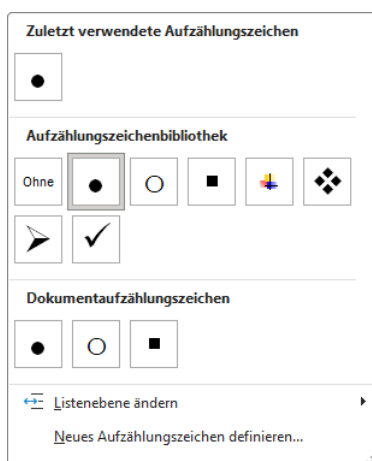 Zuletzt verwendete Aufzählungszeichen
Aufzählungszeichenbibliothek
Ohne
Dokumentaufzählungszeichen
Listenebene ändern
Neues Aufzählungszeichen definieren...